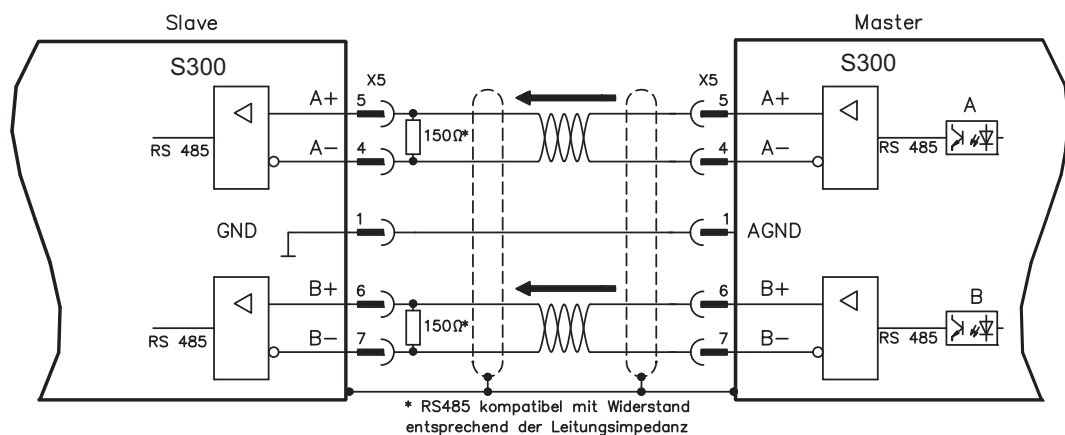 Slave
Master
S300
S300
X5
X5
A+
5
5
A+
A
150Ω*
RS 485
A-
4
4
A-
RS 485
GND
1
1
AGND
B+
6
6
B+
B
150Ω*
RS 485
B-
7
7
B-
RS 485
* RS485 kompatibel mit Widerstand
entsprechend der Leitungsimpedanz